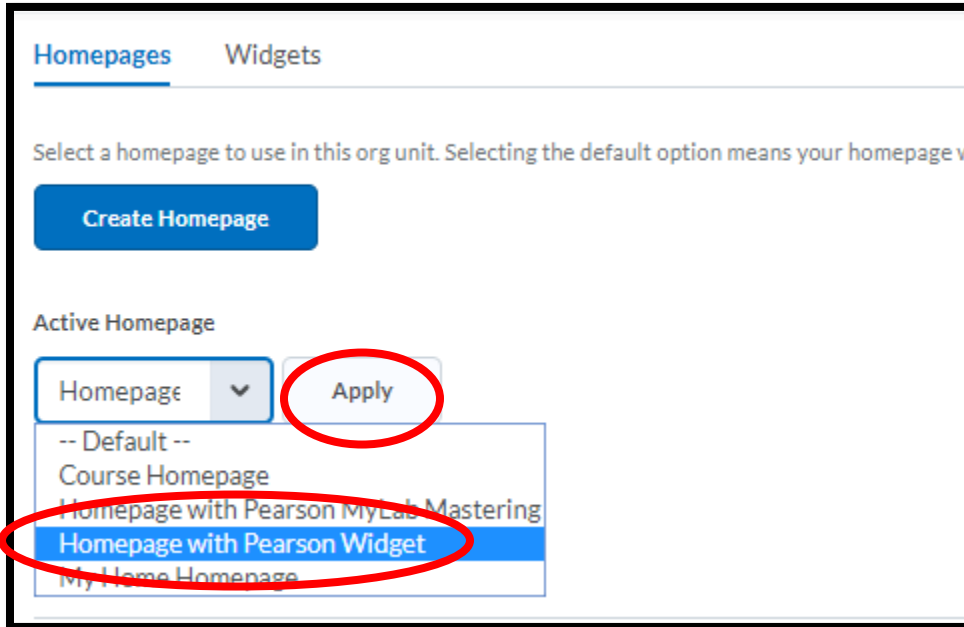 Homepages Widgets
Select a homepage to use in this org unit. Selecting the default option means your homepage
Create Homepage
Active Homepage
Homepage Apply
-- Default --
Course Homepage
Homepage with Pearson MyLab Mastering
Homepage with Pearson Widget
My Home Homepage